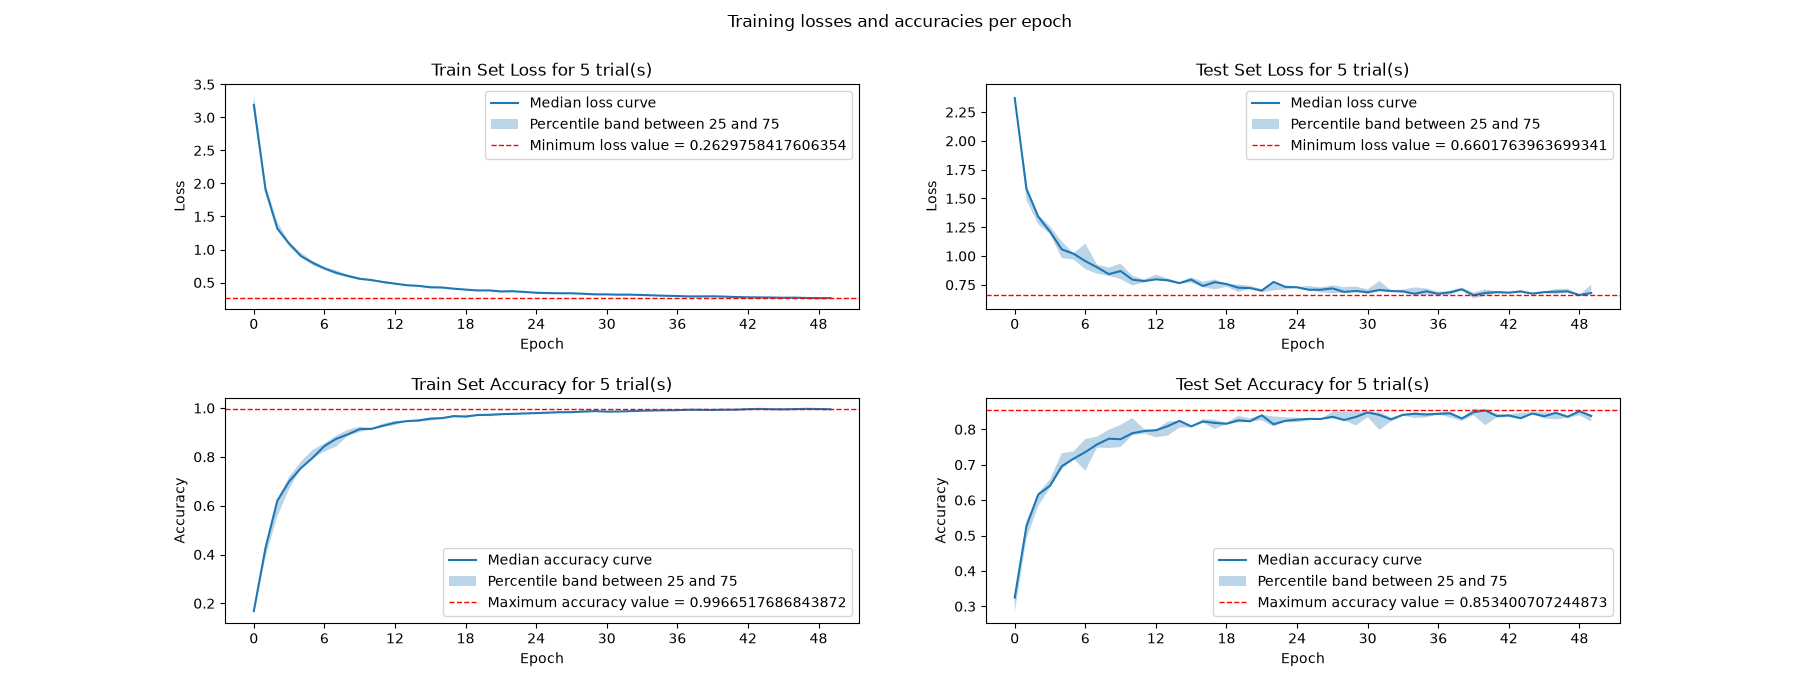 Training losses and accuracies per epoch
Train Set Loss for 5 trial(s)
3.5
3.0
2.5
2.0
1.5
1.0
0.5
Loss
Median loss curve
Percentile band between 25 and 75
Minimum loss value = 0.2629758417606354
0 6 12 18 24 30 36 42 48
Epoch
Test Set Loss for 5 trial(s)
2.25
2.00
1.75
1.50
1.25
1.00
0.75
Loss
Median loss curve
Percentile band between 25 and 75
Minimum loss value = 0.6601763963699341
0 6 12 18 24 30 36 42 48
Epoch
Train Set Accuracy for 5 trial(s)
1.0
0.8
0.6
0.4
0.2
Accuracy
Median accuracy curve
Percentile band between 25 and 75
Maximum accuracy value = 0.9966517686843872
0 6 12 18 24 30 36 42 48
Epoch
Test Set Accuracy for 5 trial(s)
0.8
0.7
0.6
0.5
0.4
0.3
Accuracy
Median accuracy curve
Percentile band between 25 and 75
Maximum accuracy value = 0.853400707244873
0 6 12 18 24 30 36 42 48
Epoch